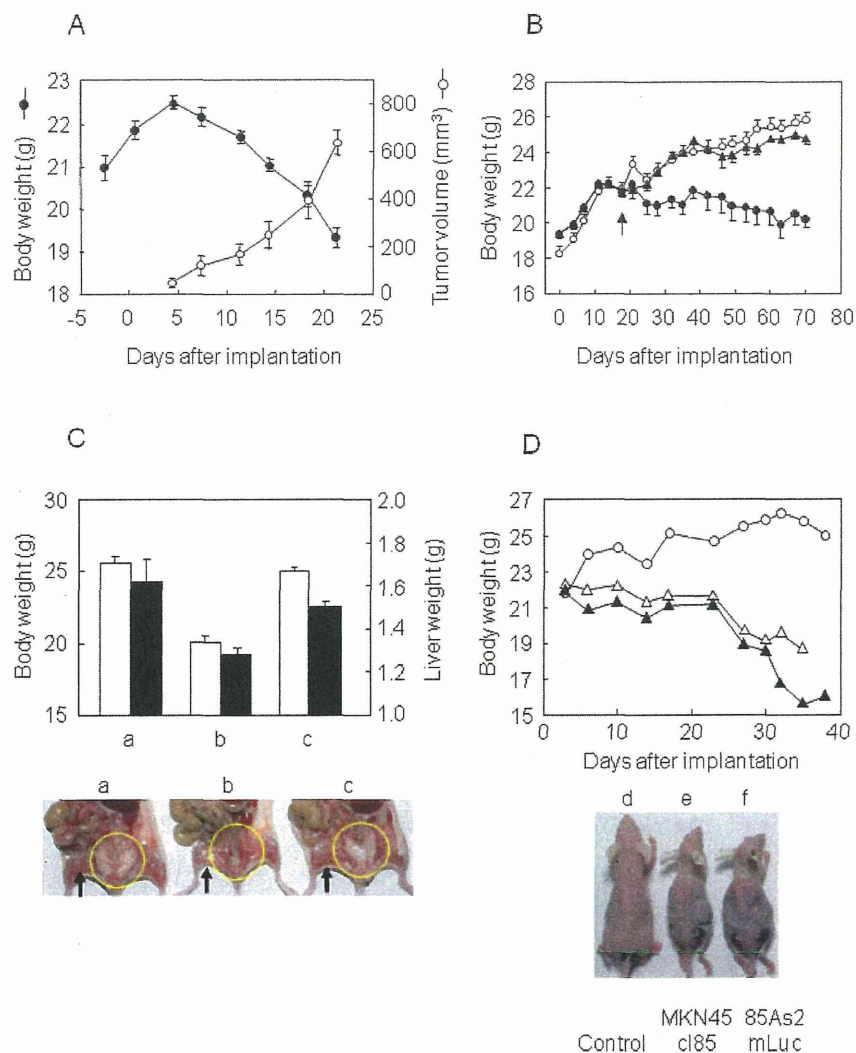 A
Body weight (g)
23
22
21
20
19
18
800
600
400
200
0
Tumor volume (mm³)
-5 0 5 10 15 20 25
Days after implantation
B
Body weight (g)
28
26
24
22
20
18
16
0 10 20 30 40 50 60 70 80
Days after implantation
C
Body weight (g)
30
25
20
15
2.0
1.8
1.6
1.4
1.2
1.0
Liver weight (g)
a b c
a b c
D
Body weight (g)
27
25
23
21
19
17
15
0 10 20 30 40
Days after implantation
d e f
MKN45 85As2
Control cl85 mLuc